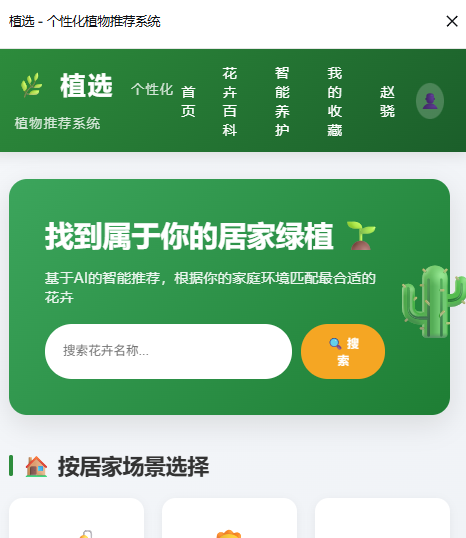 植选 - 个性化植物推荐系统
植选 个性化
植物推荐系统
首页
花卉百科
智能养护
我的收藏
赵骁
找到属于你的居家绿植
基于AI的智能推荐，根据你的家庭环境匹配最合适的
花卉
搜索花卉名称...
搜
索
按居家场景选择